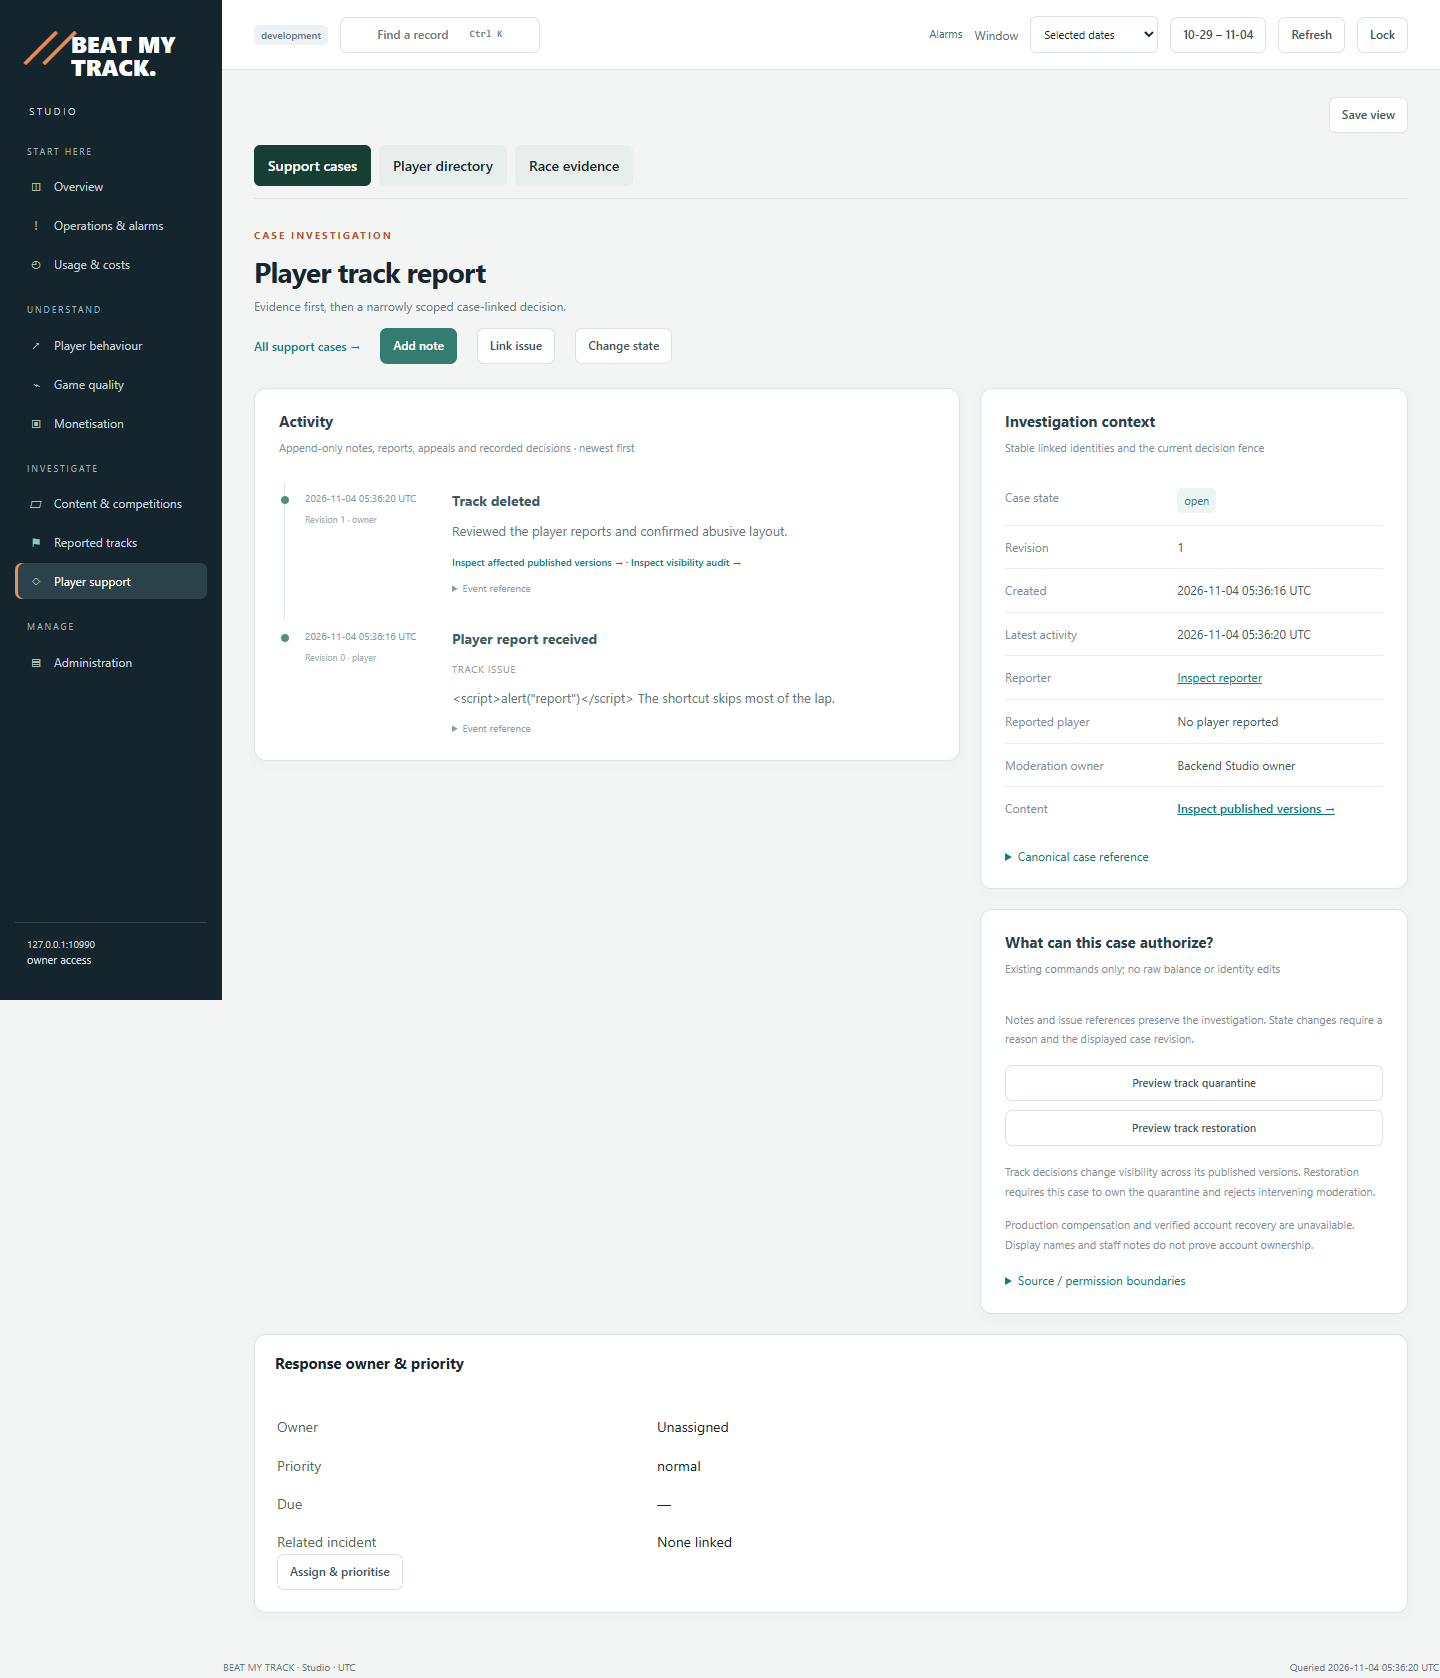 BEAT MY
TRACK.
STUDIO
START HERE
Overview
! Operations & alarms
Usage & costs
UNDERSTAND
Player behaviour
Game quality
Monetisation
INVESTIGATE
Content & competitions
Reported tracks
Player support
MANAGE
Administration
127.0.0.1:10990
owner access
development
Find a record Ctrl K
Alarms
Window
Selected dates
10-29 – 11-04
Refresh
Lock
Save view
Support cases
Player directory
Race evidence
CASE INVESTIGATION
Player track report
Evidence first, then a narrowly scoped case-linked decision.
All support cases →
Add note
Link issue
Change state
Activity
Append-only notes, reports, appeals and recorded decisions · newest first
2026-11-04 05:36:20 UTC
Revision 1 · owner
Track deleted
Reviewed the player reports and confirmed abusive layout.
Inspect affected published versions → · Inspect visibility audit →
▶ Event reference
2026-11-04 05:36:16 UTC
Revision 0 · player
Player report received
TRACK ISSUE
<script>alert("report")</script> The shortcut skips most of the lap.
▶ Event reference
Investigation context
Stable linked identities and the current decision fence
Case state open
Revision 1
Created 2026-11-04 05:36:16 UTC
Latest activity 2026-11-04 05:36:20 UTC
Reporter Inspect reporter
Reported player No player reported
Moderation owner Backend Studio owner
Content Inspect published versions →
▶ Canonical case reference
What can this case authorize?
Existing commands only; no raw balance or identity edits
Notes and issue references preserve the investigation. State changes require a
reason and the displayed case revision.
Preview track quarantine
Preview track restoration
Track decisions change visibility across its published versions. Restoration
requires this case to own the quarantine and rejects intervening moderation.
Production compensation and verified account recovery are unavailable.
Display names and staff notes do not prove account ownership.
▶ Source / permission boundaries
Response owner & priority
Owner Unassigned
Priority normal
Due —
Related incident None linked
Assign & prioritise
BEAT MY TRACK · Studio · UTC
Queried 2026-11-04 05:36:20 UTC